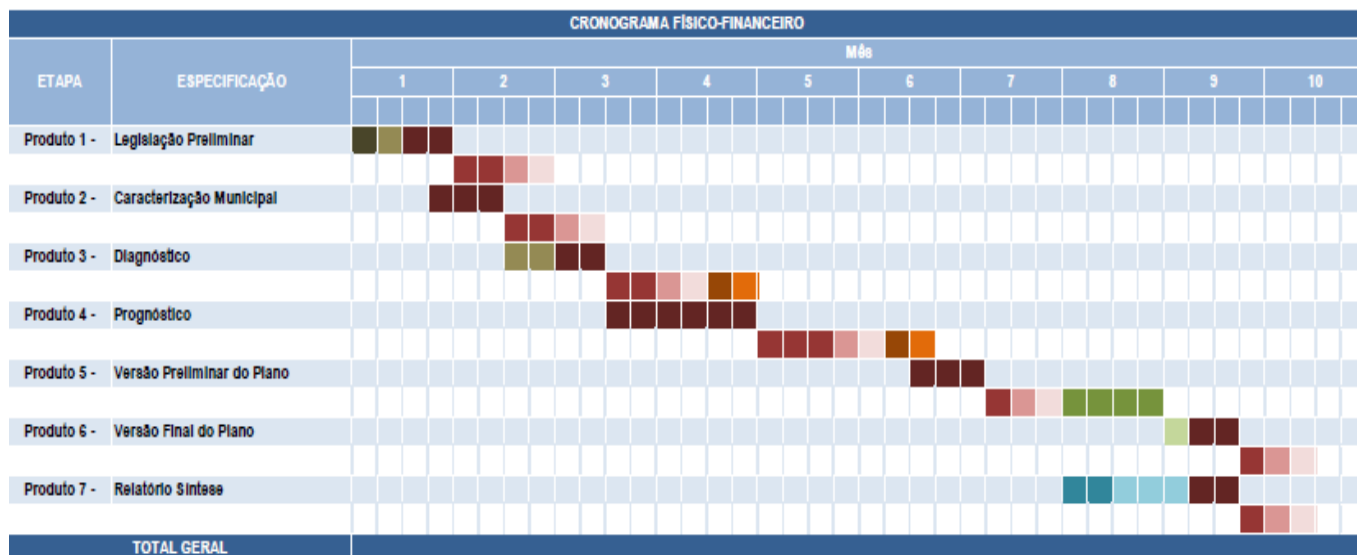 CRONOGRAMA FÍSICO-FINANCEIRO
ETAPA ESPECIFICAÇÃO Mês
1 2 3 4 5 6 7 8 9 10
Produto 1 - Legislação Preliminar
Produto 2 - Caracterização Municipal
Produto 3 - Diagnóstico
Produto 4 - Prognóstico
Produto 5 - Versão Preliminar do Plano
Produto 6 - Versão Final do Plano
Produto 7 - Relatório Síntese
TOTAL GERAL